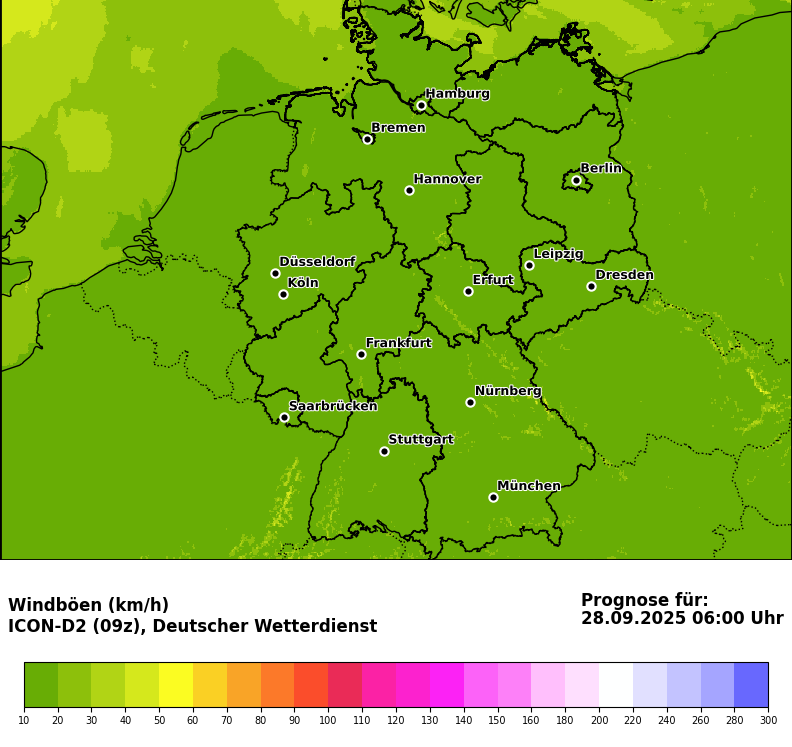 Hamburg
Bremen
Berlin
Hannover
Düsseldorf
Leipzig
Köln
Erfurt
Dresden
Frankfurt
Nürnberg
Saarbrücken
Stuttgart
München
Windböen (km/h)
ICON-D2 (09z), Deutscher Wetterdienst
Prognose für:
28.09.2025 06:00 Uhr
10 20 30 40 50 60 70 80 90 100 110 120 130 140 150 160 180 200 220 240 260 280 300